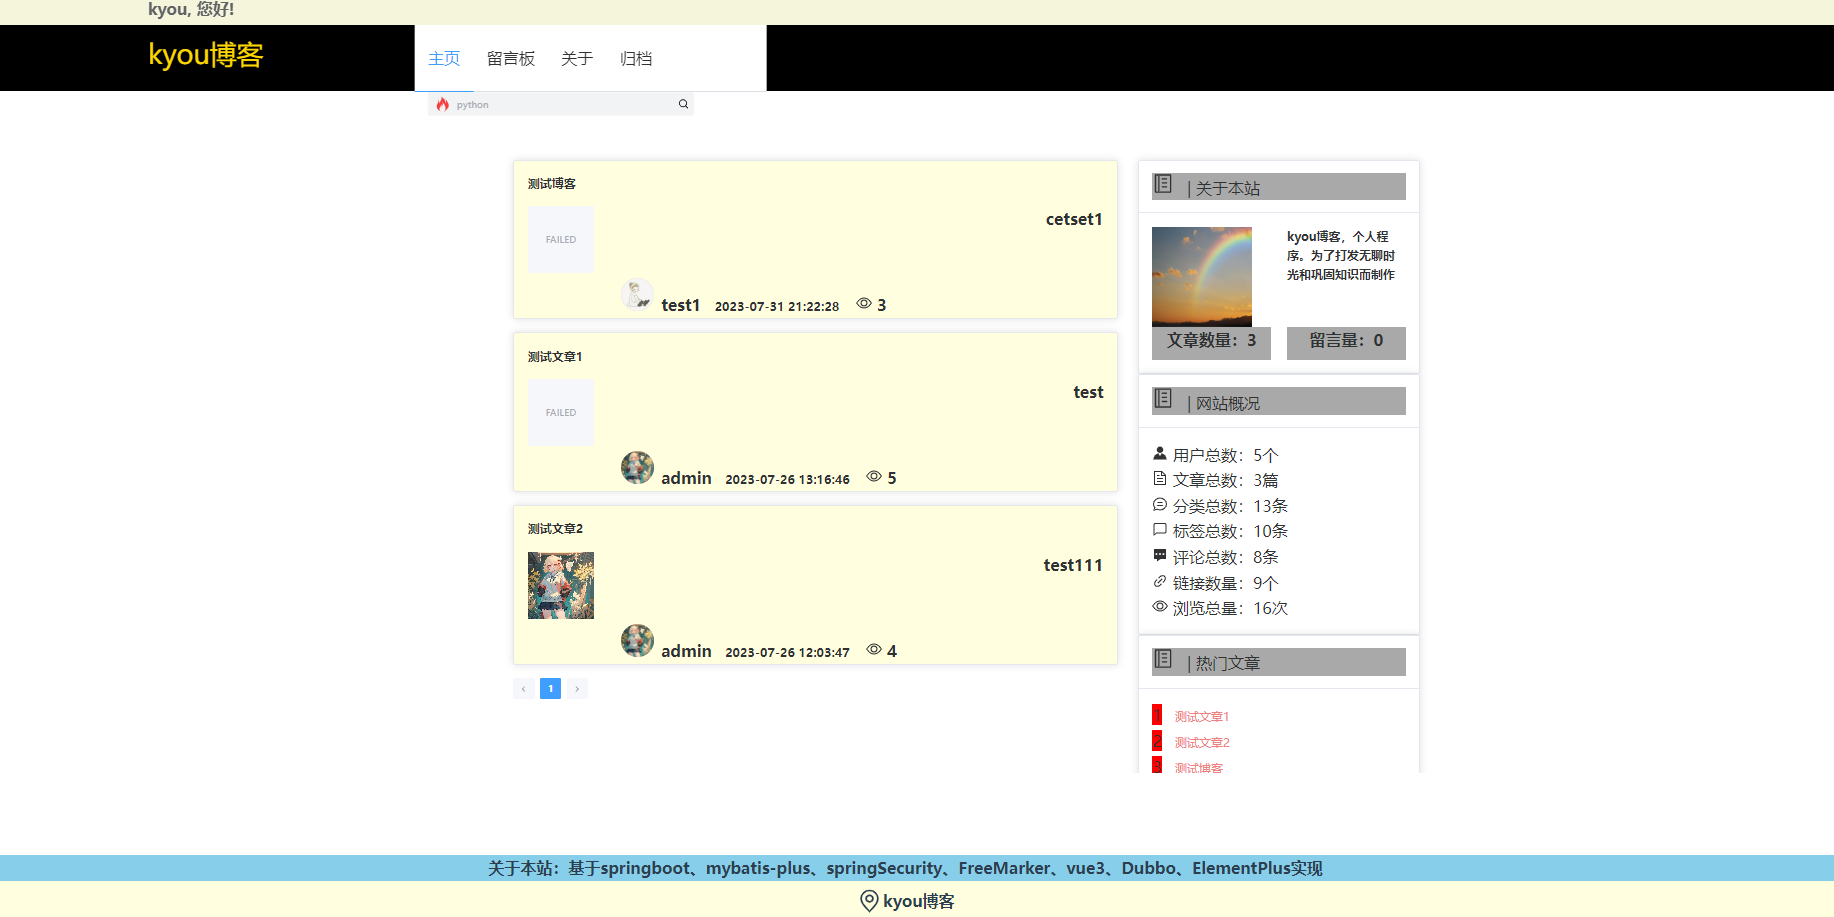 kyou, 您好!
kyou博客
主页 留言板 关于 归档
python
测试博客
FAILED
cetset1
test1 2023-07-31 21:22:28 3
测试文章1
FAILED
test
admin 2023-07-26 13:16:46 5
测试文章2
test111
admin 2023-07-26 12:03:47 4
‹ 1 ›
| 关于本站
kyou博客，个人程
序。为了打发无聊时
光和巩固知识而制作
文章数量：3 留言量：0
| 网站概况
用户总数：5个
文章总数：3篇
分类总数：13条
标签总数：10条
评论总数：8条
链接数量：9个
浏览总量：16次
| 热门文章
1 测试文章1
2 测试文章2
3 测试博客
关于本站：基于springboot、mybatis-plus、springSecurity、FreeMarker、vue3、Dubbo、ElementPlus实现
kyou博客